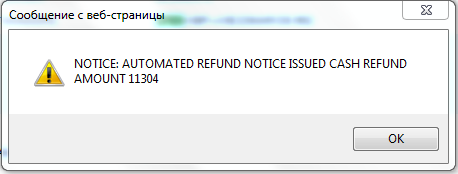 Сообщение с веб-страницы
NOTICE: AUTOMATED REFUND NOTICE ISSUED CASH REFUND
AMOUNT 11304
OK